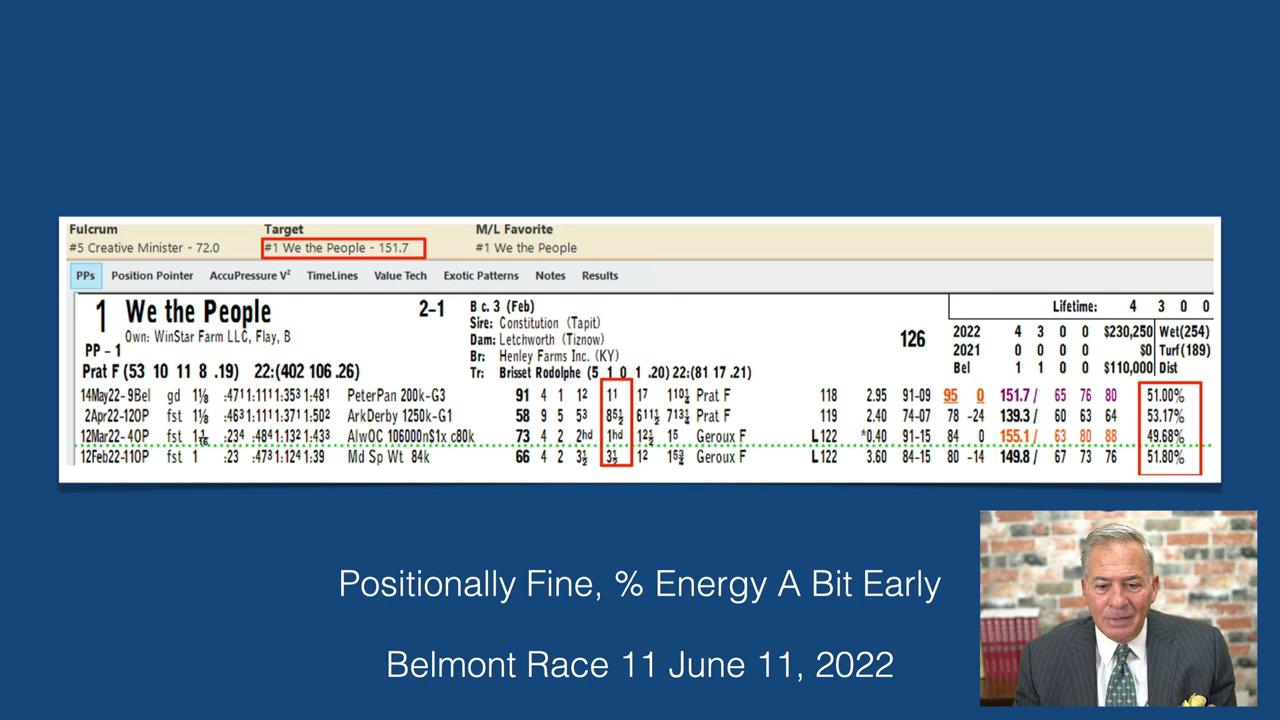 Fulcrum Target M/L Favorite
#5 Creative Minister - 72.0 #1 We the People - 151.7 #1 We the People
PPs Position Pointer AccuPressure V² TimeLines Value Tech Exotic Patterns Notes Results
1 We the People 2-1 B c. 3 (Feb) Lifetime: 4 3 0 0
Own: WinStar Farm LLC, Flay, B Sire: Constitution (Tapit) 2022 4 3 0 0 $230,250 Wet(254)
PP - 1 Dam: Letchworth (Tiznow) 126 2021 0 0 0 0 $0 Turf(189)
Br: Henley Farms Inc. (KY) Bel 1 1 0 0 $110,000 Dist
Prat F (53 10 11 8 .19) 22:(402 106 .26) Tr: Brisset Rodolphe (5 1 0 1 .20) 22:(81 17 .21)
14May22-9Bel gd 1⅛ :471 1:111 1:353 1:481 PeterPan 200k-G3 91 4 1 12 11 17 110¼ Prat F 118 2.95 91-09 95 0 151.7 / 65 76 80 51.00%
2Apr22-12OP fst 1⅛ :463 1:111 1:371 1:502 ArkDerby 1250k-G1 58 9 5 53 85½ 611½ 713¼ Prat F 119 2.40 74-07 78 -24 139.3 / 60 63 64 53.17%
12Mar22-4OP fst 1 1/16 :234 :484 1:132 1:433 AlwOC 106000n$1x c80k 73 4 2 2hd 1hd 12½ 15 Geroux F L122 *0.40 91-15 84 0 155.1 / 63 80 88 49.68%
12Feb22-11OP fst 1 :23 :473 1:124 1:39 Md Sp Wt 84k 66 4 2 3½ 3½ 12 15¾ Geroux F L122 3.60 84-15 80 -14 149.8 / 67 73 76 51.80%
Positionally Fine, % Energy A Bit Early
Belmont Race 11 June 11, 2022